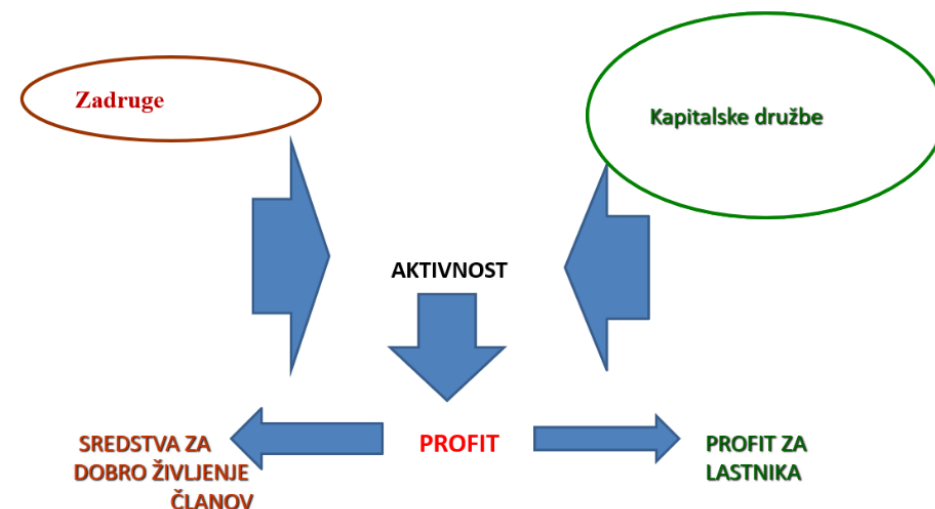 Zadruge
Kapitalske družbe
AKTIVNOST
SREDSTVA ZA
DOBRO ŽIVLJENJE
ČLANOV
PROFIT
PROFIT ZA
LASTNIKA